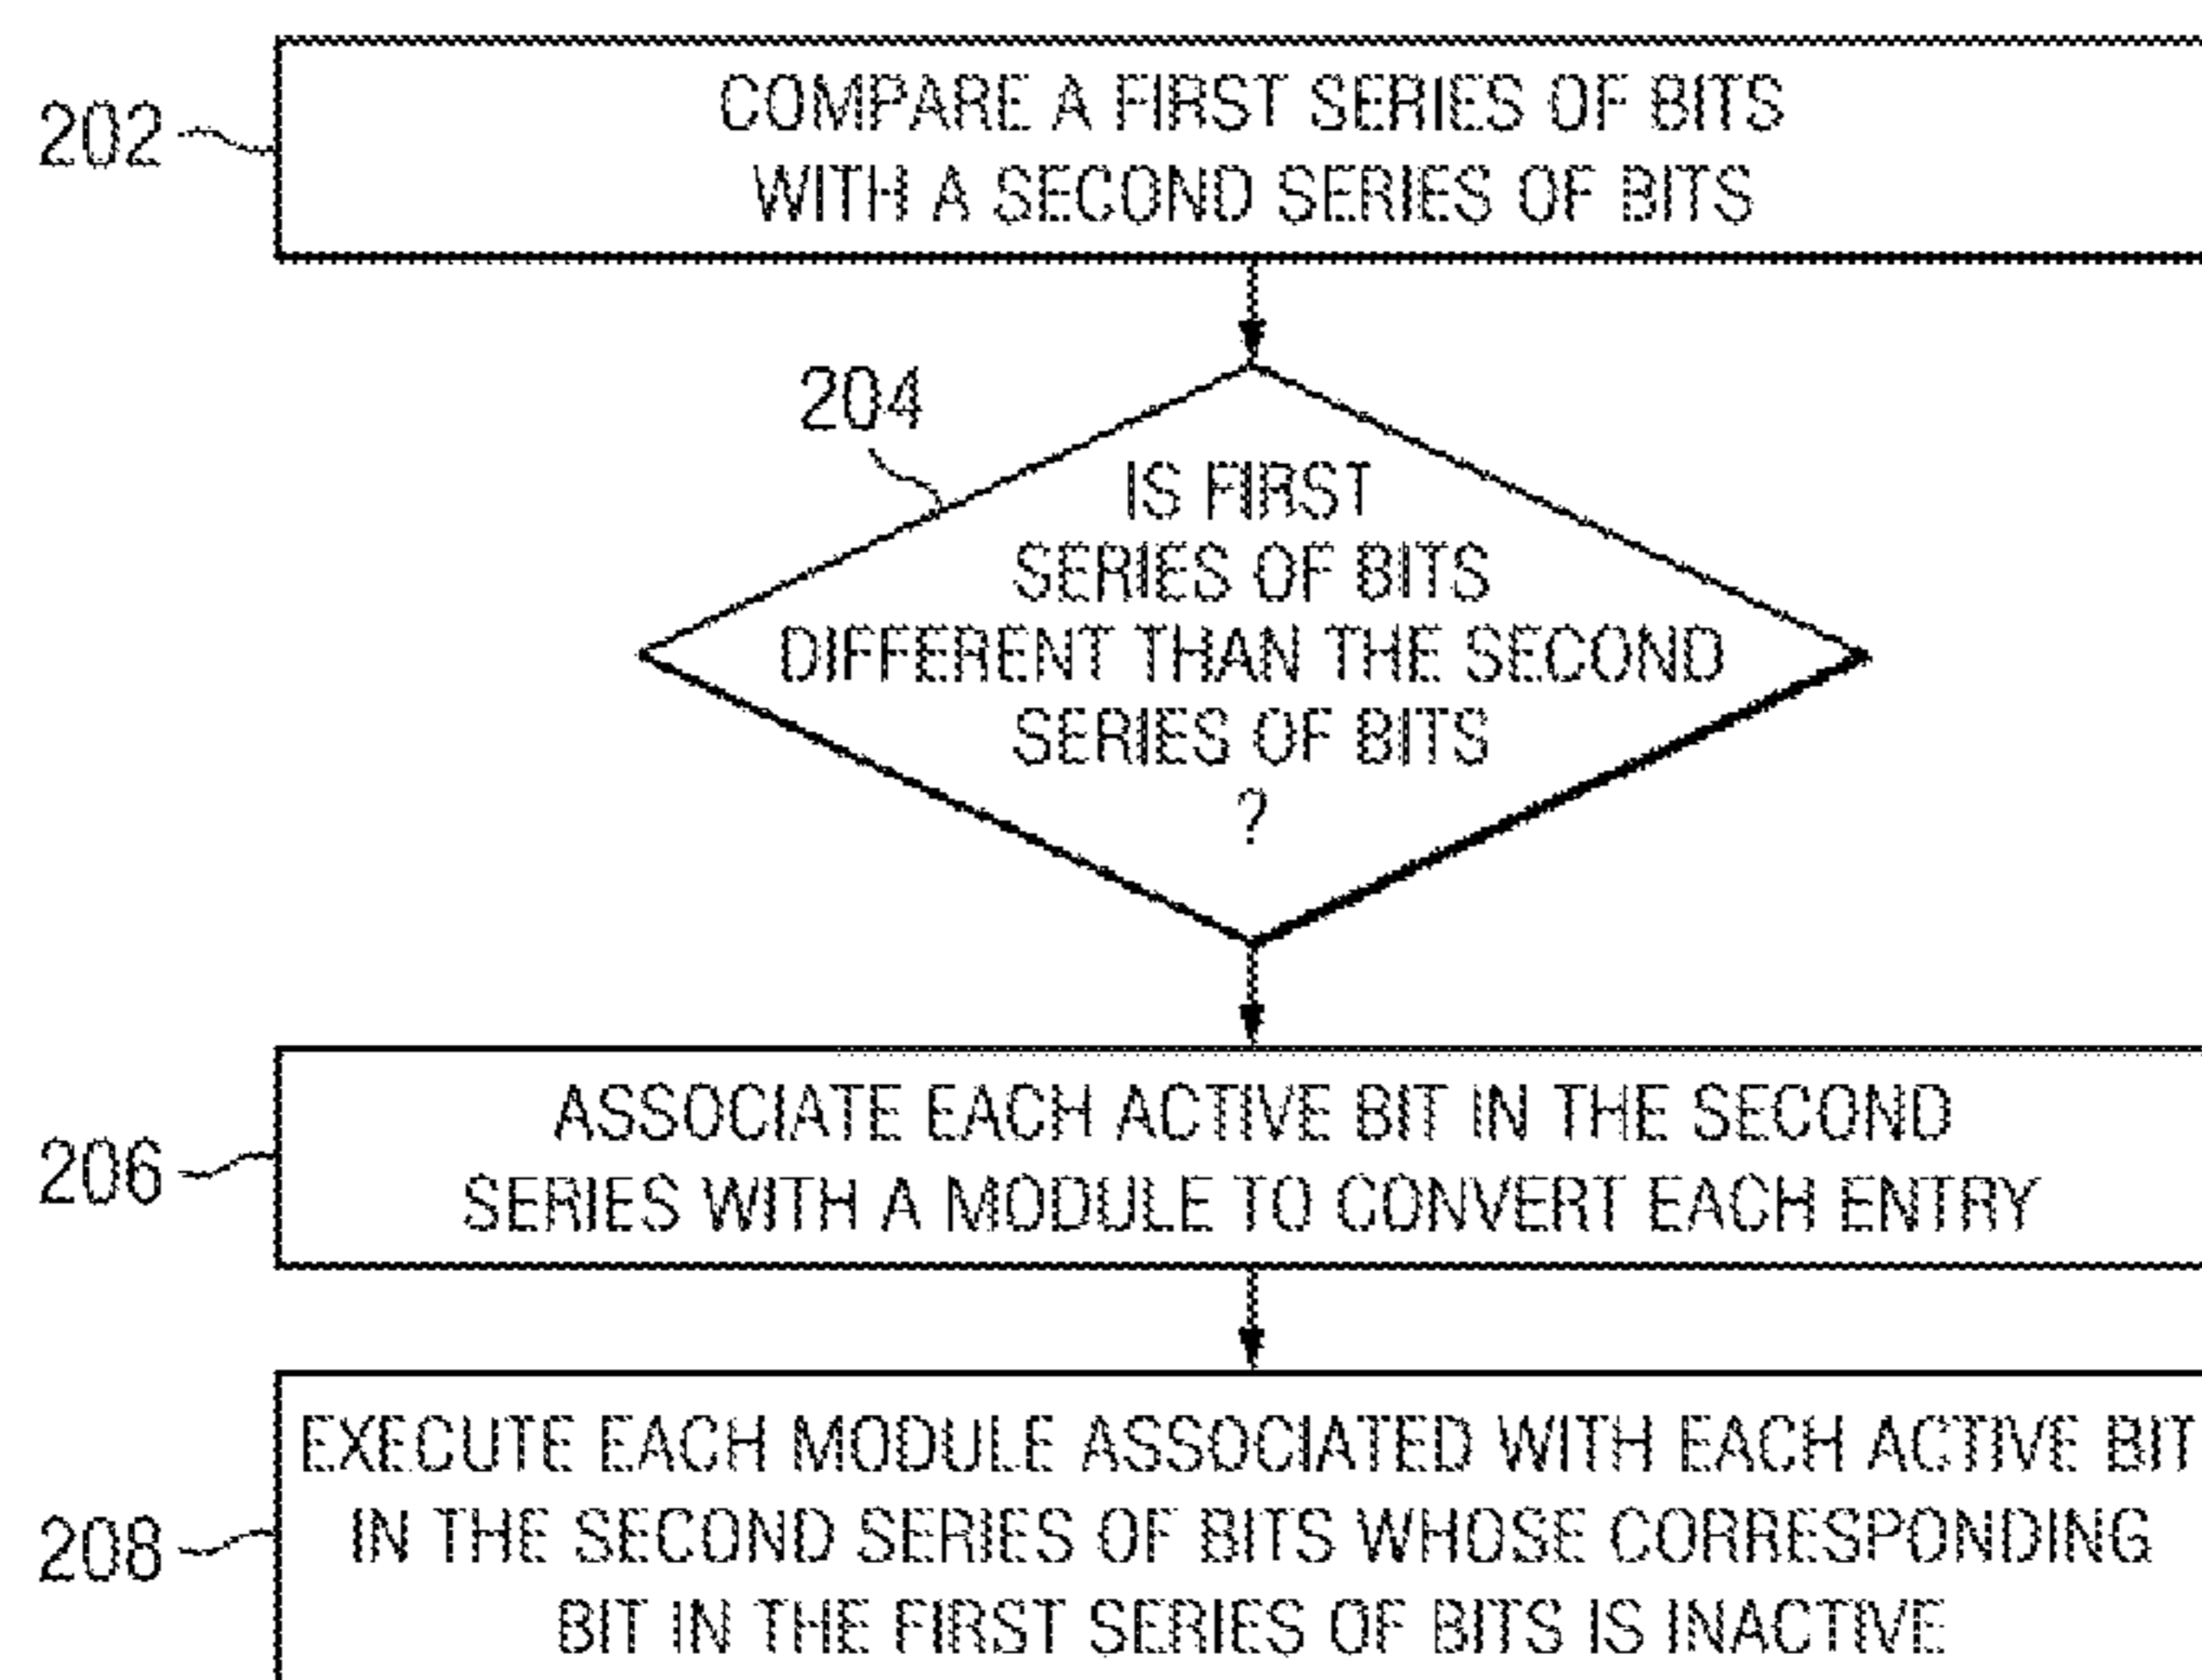 202
COMPARE A FIRST SERIES OF BITS
WITH A SECOND SERIES OF BITS
204
IS FIRST
SERIES OF BITS
DIFFERENT THAN THE SECOND
SERIES OF BITS
?
206
ASSOCIATE EACH ACTIVE BIT IN THE SECOND
SERIES WITH A MODULE TO CONVERT EACH ENTRY
208
EXECUTE EACH MODULE ASSOCIATED WITH EACH ACTIVE BIT
IN THE SECOND SERIES OF BITS WHOSE CORRESPONDING
BIT IN THE FIRST SERIES OF BITS IS INACTIVE